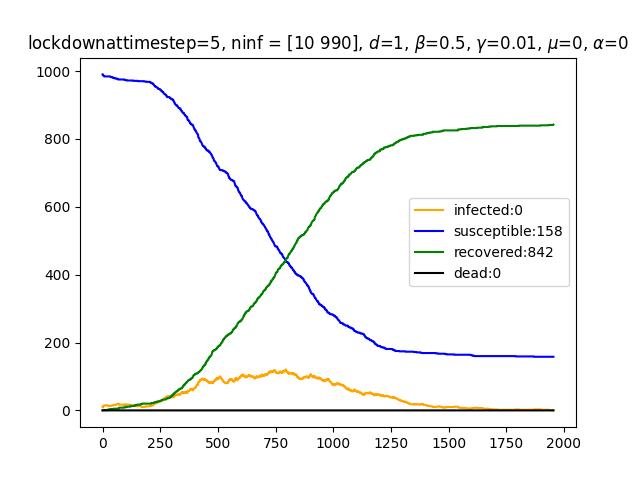 lockdownattimestep=5, ninf = [10 990], d=1, β=0.5, γ=0.01, μ=0, α=0
1000
800
600
400
200
0
infected:0
susceptible:158
recovered:842
dead:0
0 250 500 750 1000 1250 1500 1750 2000